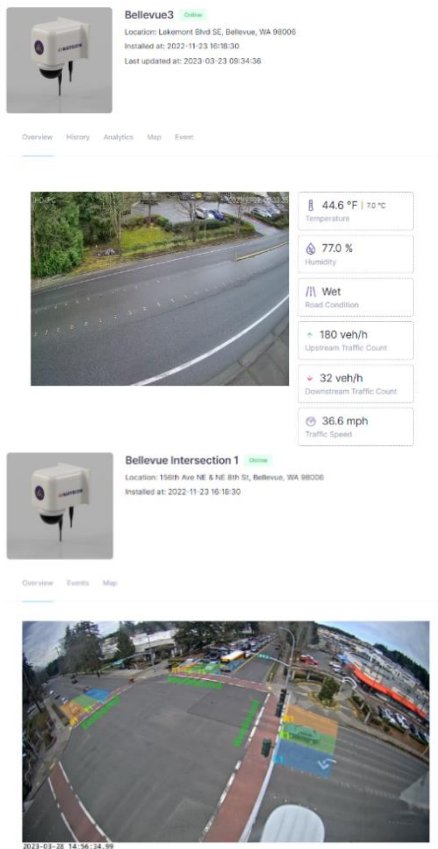 Bellevue3 Online
Location: Lakemont Blvd SE, Bellevue, WA 98006
Installed at: 2022-11-23 16:18:30
Last updated at: 2023-03-23 09:34:36
Overview History Analytics Map Event
44.6 °F | 7.0 °C
Temperature
77.0 %
Humidity
Wet
Road Condition
180 veh/h
Upstream Traffic Count
32 veh/h
Downstream Traffic Count
36.6 mph
Traffic Speed
Bellevue Intersection 1 Online
Location: 156th Ave NE & NE 8th St, Bellevue, WA 98006
Installed at: 2022-11-23 16:18:30
Overview Events Map
2023-03-28 14:56:34.99